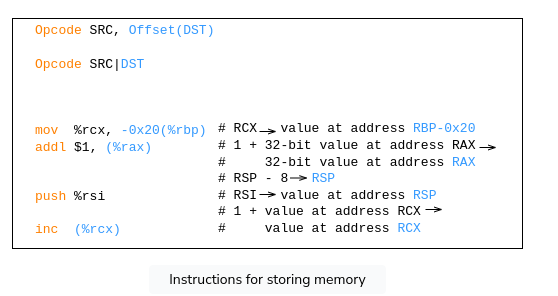 Opcode SRC, Offset(DST)
Opcode SRC|DST
mov %rcx, -0x20(%rbp) # RCX → value at address RBP-0x20
addl $1, (%rax) # 1 + 32-bit value at address RAX →
# 32-bit value at address RAX
# RSP - 8 → RSP
push %rsi # RSI → value at address RSP
# 1 + value at address RCX →
inc (%rcx) # value at address RCX
Instructions for storing memory